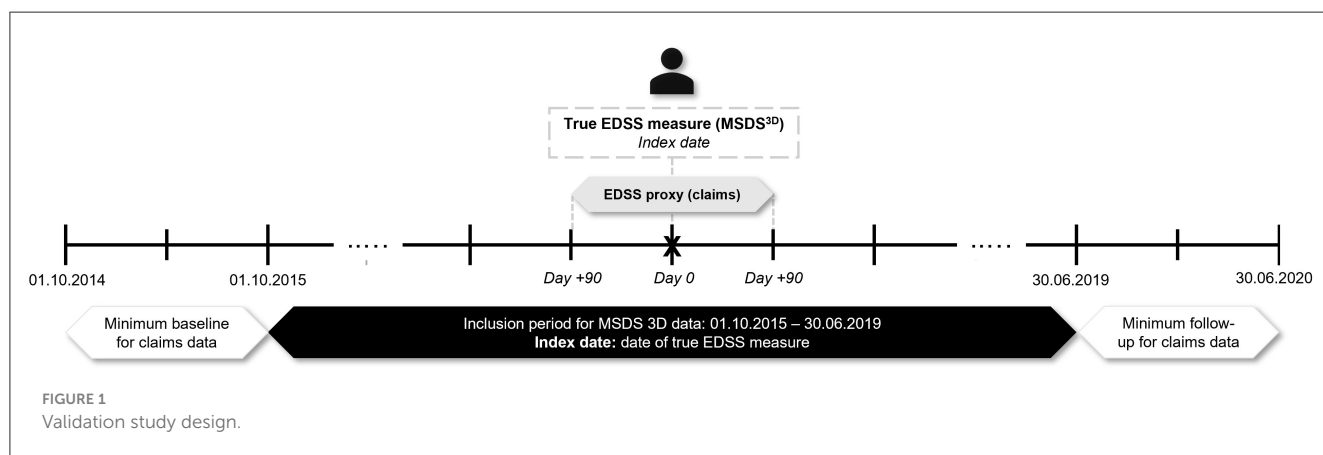 True EDSS measure (MSDS3D)
Index date
EDSS proxy (claims)
.....
.....
01.10.2014
01.10.2015
Day +90
Day 0
Day +90
30.06.2019
30.06.2020
Minimum baseline
for claims data
Inclusion period for MSDS 3D data: 01.10.2015 – 30.06.2019
Index date: date of true EDSS measure
Minimum follow-
up for claims data
FIGURE 1
Validation study design.